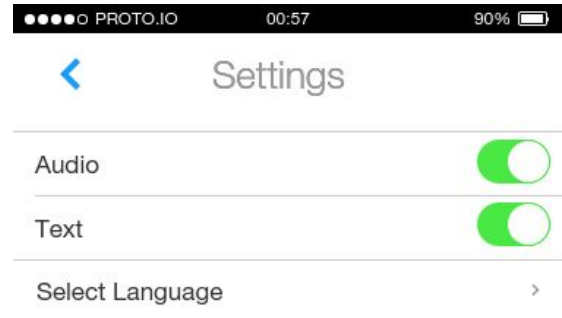 PROTO.IO 00:57 90%
Settings
Audio
Text
Select Language